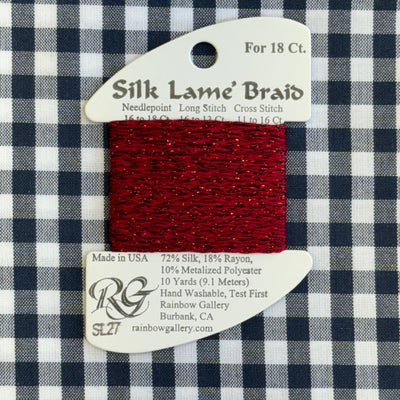 For 18 Ct.
Silk Lame' Braid
Needlepoint Long Stitch Cross Stitch
16 to 18 Ct. 16 to 13 Ct. 11 to 16 Ct.
Made in USA 72% Silk, 18% Rayon,
10% Metalized Polyester
10 Yards (9.1 Meters)
Hand Washable, Test First
Rainbow Gallery
Burbank, CA
RG
SL27
rainbowgallery.com